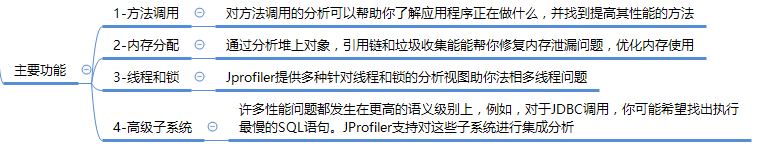 主要功能
1-方法调用
对方法调用的分析可以帮助你了解应用程序正在做什么，并找到提高其性能的方法
2-内存分配
通过分析堆上对象，引用链和垃圾收集能能帮你修复内存泄漏问题，优化内存使用
3-线程和锁
Jprofiler提供多种针对线程和锁的分析视图助你法相多线程问题
4-高级子系统
许多性能问题都发生在更高的语义级别上，例如，对于JDBC调用，你可能希望找出执行
最慢的SQL语句。JProfiler支持对这些子系统进行集成分析